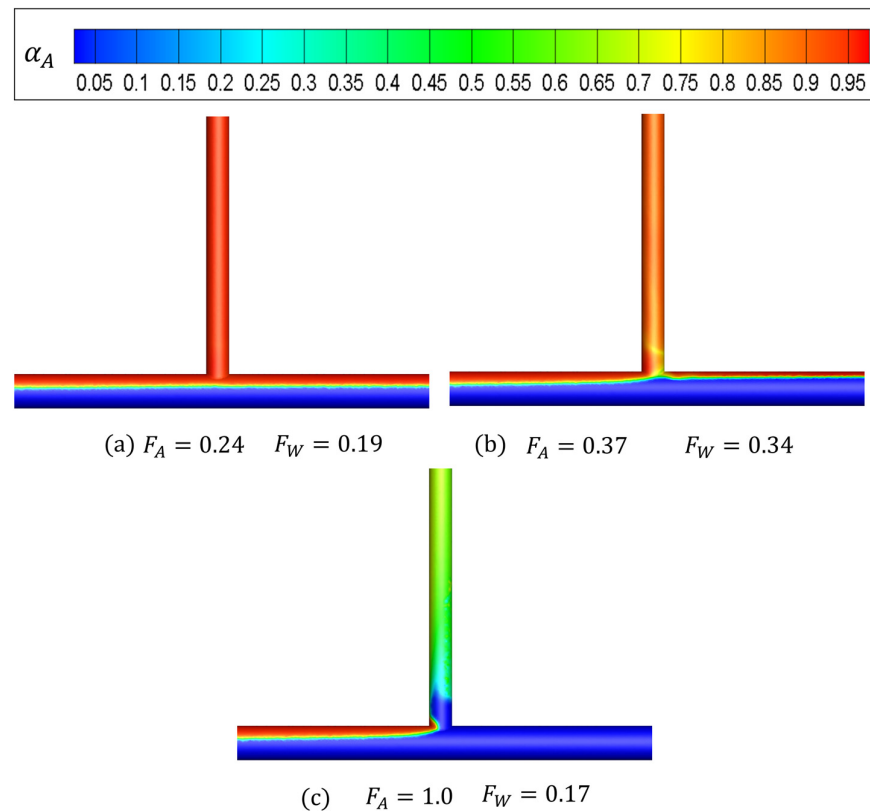 α_A
0.05 0.1 0.15 0.2 0.25 0.3 0.35 0.4 0.45 0.5 0.55 0.6 0.65 0.7 0.75 0.8 0.85 0.9 0.95
(a) F_A = 0.24 F_W = 0.19
(b) F_A = 0.37 F_W = 0.34
(c) F_A = 1.0 F_W = 0.17